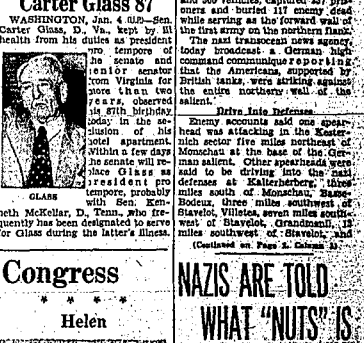 Carter Glass 87
WASHINGTON, Jan. 4 (U.P.—Sen.
Carter Glass, D., Va., kept by ill
health from his duties as president
pro tempore of
the senate and
senior senator
from Virginia for
more than two
years, observed
his 87th birthday
today in the se-
clusion of his
hotel apartment.
Within a few days
the senate will re-
place Glass as
president pro
tempore, probably
with Sen. Ken-
neth McKellar, D., Tenn., who fre-
quently has been designated to serve
for Glass during the latter's illness.
GLASS
Congress
* * * *
Helen
and 300 vehicles, captured 237 pris-
oners and buried 117 enemy dead
while serving as the forward wall of
the first army on the northern flank.
The nazi transocean news agency,
today broadcast a German high
command communique reporting
that the Americans, supported by
British tanks, were striking against
the entire northern wall of the
salient.
Drive Into Defenses
Enemy accounts said one spear-
head was attacking in the Kester-
nich sector five miles northeast of
Monschau at the base of the Ger-
man salient. Other spearheads were
said to be driving into the nazi
defenses at Kalterherberg, three
miles south of Monschau, Basse-
Bodeux, three miles southwest of
Stavelot, Villetes, seven miles south-
west of Stavelot, Grandmenil, 13
miles southwest of Stavelot, and
(Continued on Page 2, Column 3)
NAZIS ARE TOLD
WHAT "NUTS" IS